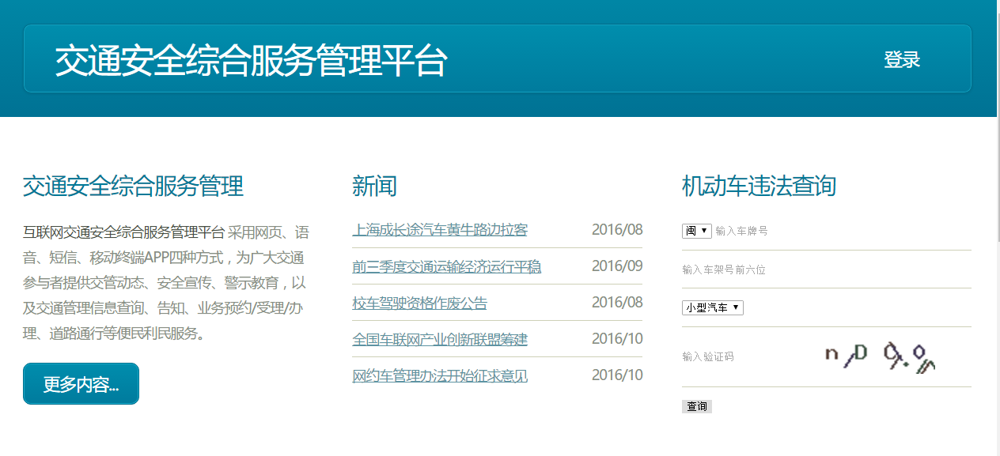 交通安全综合服务管理平台
登录
交通安全综合服务管理
互联网交通安全综合服务管理平台 采用网页、语
音、短信、移动终端APP四种方式，为广大交通
参与者提供交管动态、安全宣传、警示教育，以
及交通管理信息查询、告知、业务预约/受理/办
理、道路通行等便民利民服务。
更多内容...
新闻
上海成长途汽车黄牛路边拉客 2016/08
前三季度交通运输经济运行平稳 2016/09
校车驾驶资格作废公告 2016/08
全国车联网产业创新联盟筹建 2016/10
网约车管理办法开始征求意见 2016/10
机动车违法查询
闽 输入车牌号
输入车架号前六位
小型汽车
输入验证码
查询